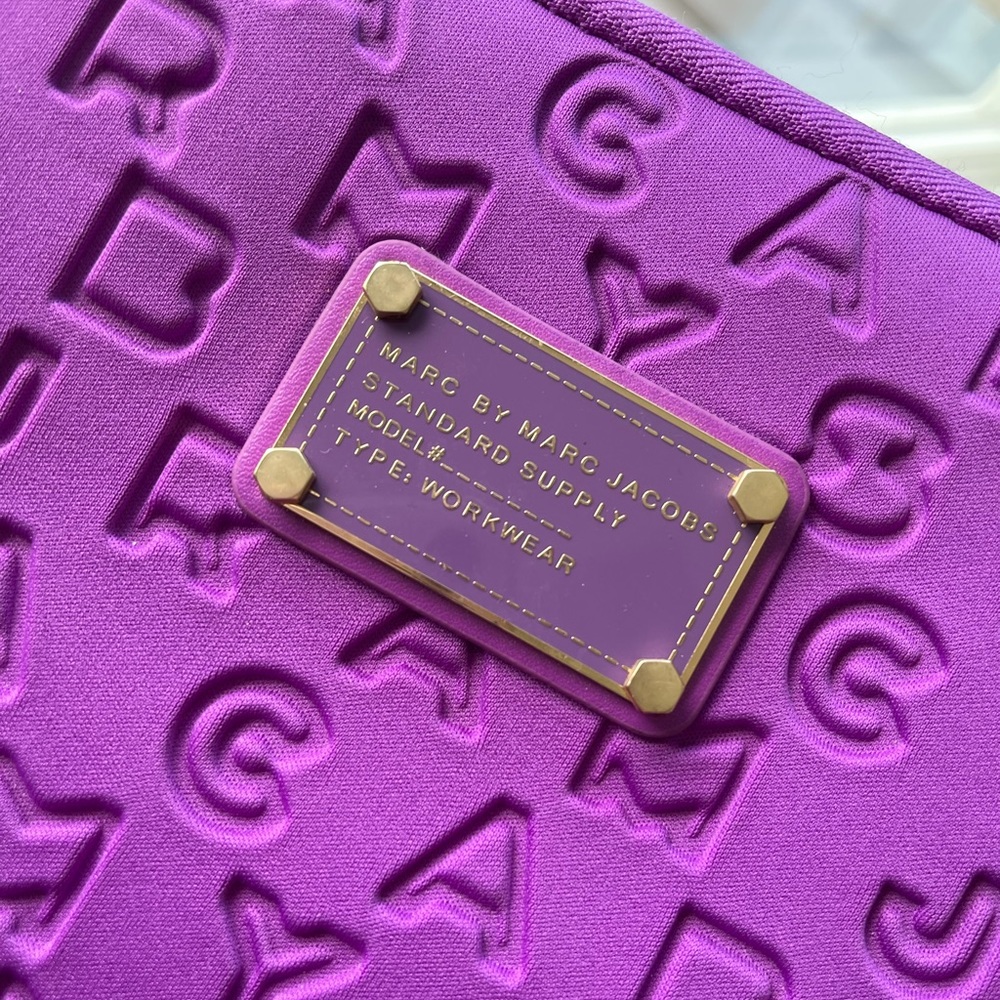 MARC BY MARC JACOBS
STANDARD SUPPLY
MODEL#
TYPE: WORKWEAR